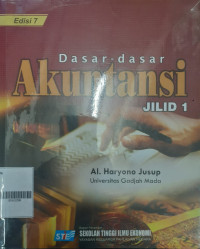 Edisi 7
Dasar-dasar
Akuntansi
JILID 1
Al. Haryono Jusup
Universitas Gadjah Mada
STIE
SEKOLAH TINGGI ILMU EKONOMI